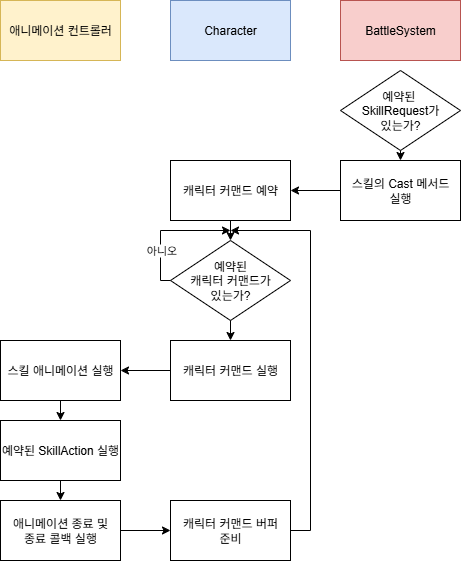 애니메이션 컨트롤러
Character
BattleSystem
예약된
SkillRequest가
있는가?
캐릭터 커맨드 예약
스킬의 Cast 메서드
실행
아니오
예약된
캐릭터 커맨드가
있는가?
스킬 애니메이션 실행
캐릭터 커맨드 실행
예약된 SkillAction 실행
애니메이션 종료 및
종료 콜백 실행
캐릭터 커맨드 버퍼
준비